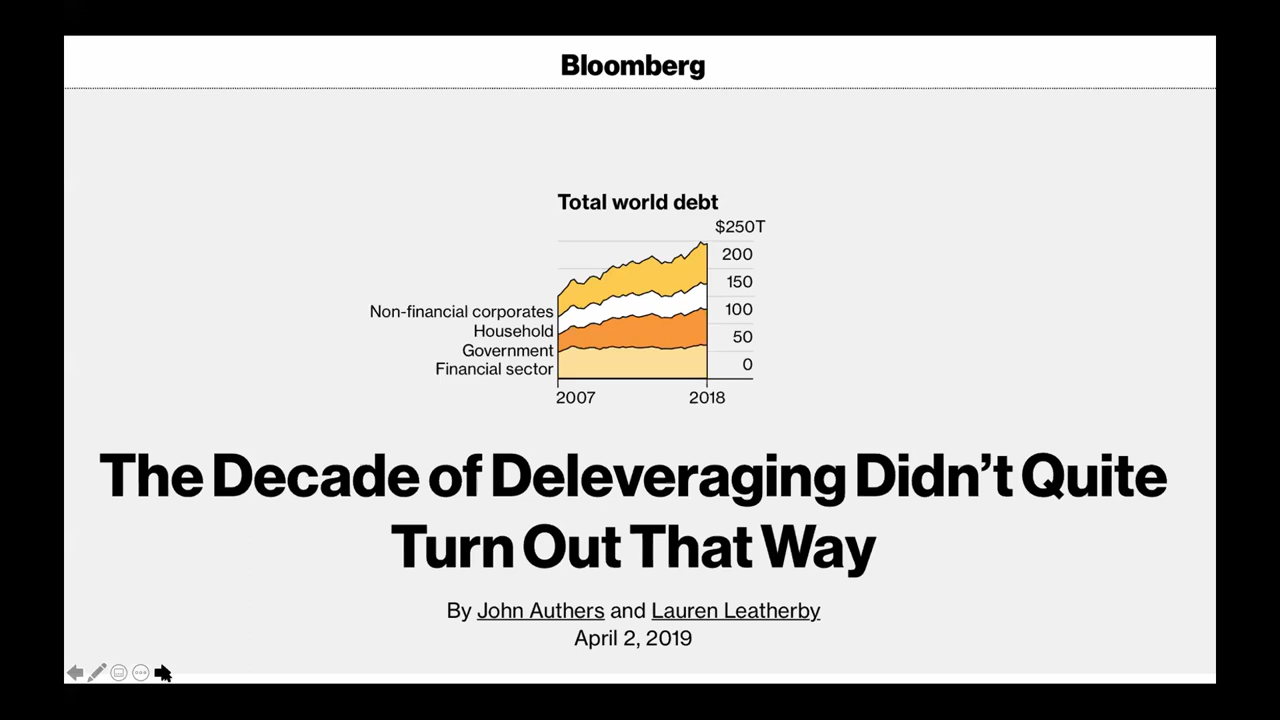 Bloomberg
Total world debt
$250T
200
150
100
50
0
Non-financial corporates
Household
Government
Financial sector
2007
2018
The Decade of Deleveraging Didn’t Quite
Turn Out That Way
By John Authers and Lauren Leatherby
April 2, 2019